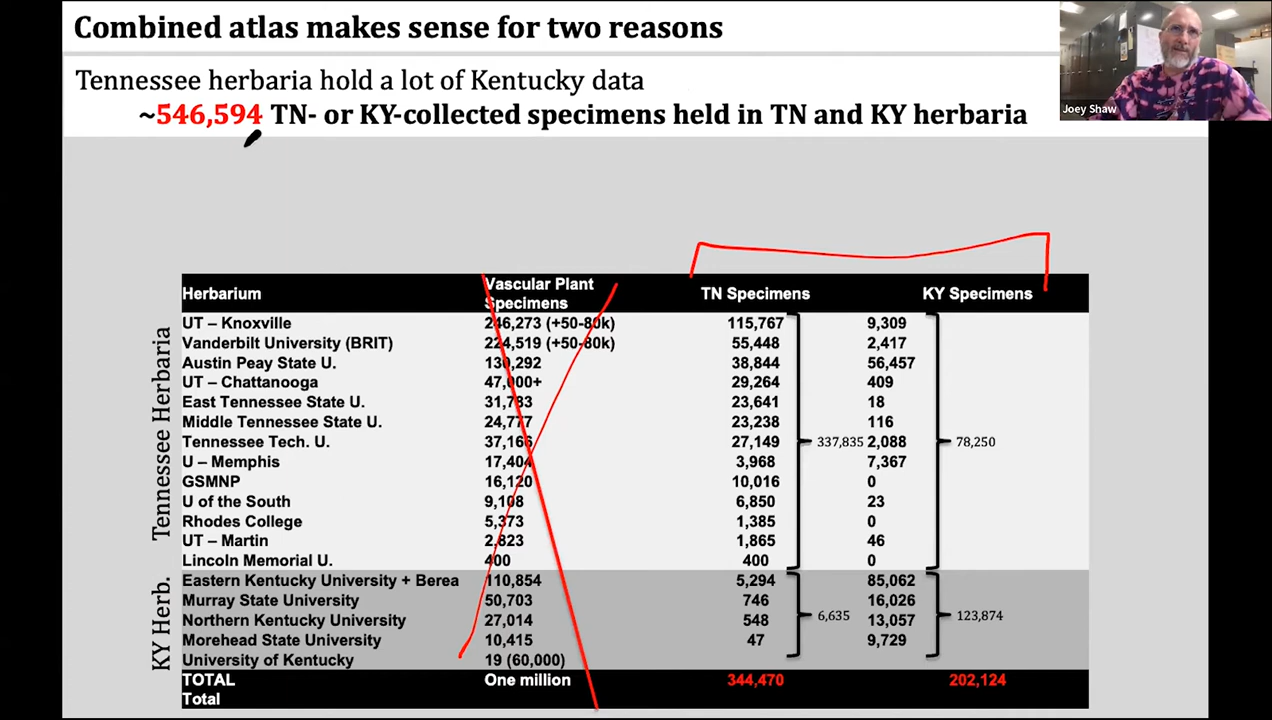 Combined atlas makes sense for two reasons
Tennessee herbaria hold a lot of Kentucky data
~546,594 TN- or KY-collected specimens held in TN and KY herbaria
Joey Shaw
Herbarium Vascular Plant Specimens TN Specimens KY Specimens
Tennessee Herbaria
UT – Knoxville 246,273 (+50-80k) 115,767 9,309
Vanderbilt University (BRIT) 224,519 (+50-80k) 55,448 2,417
Austin Peay State U. 130,292 38,844 56,457
UT – Chattanooga 47,000+ 29,264 409
East Tennessee State U. 31,783 23,641 18
Middle Tennessee State U. 24,777 23,238 116
Tennessee Tech. U. 37,166 27,149 337,835 2,088 78,250
U – Memphis 17,404 3,968 7,367
GSMNP 16,120 10,016 0
U of the South 9,108 6,850 23
Rhodes College 5,373 1,385 0
UT – Martin 2,823 1,865 46
Lincoln Memorial U. 400 400 0
KY Herb.
Eastern Kentucky University + Berea 110,854 5,294 85,062
Murray State University 50,703 746 16,026
Northern Kentucky University 27,014 548 6,635 13,057 123,874
Morehead State University 10,415 47 9,729
University of Kentucky 19 (60,000)
TOTAL One million 344,470 202,124
Total